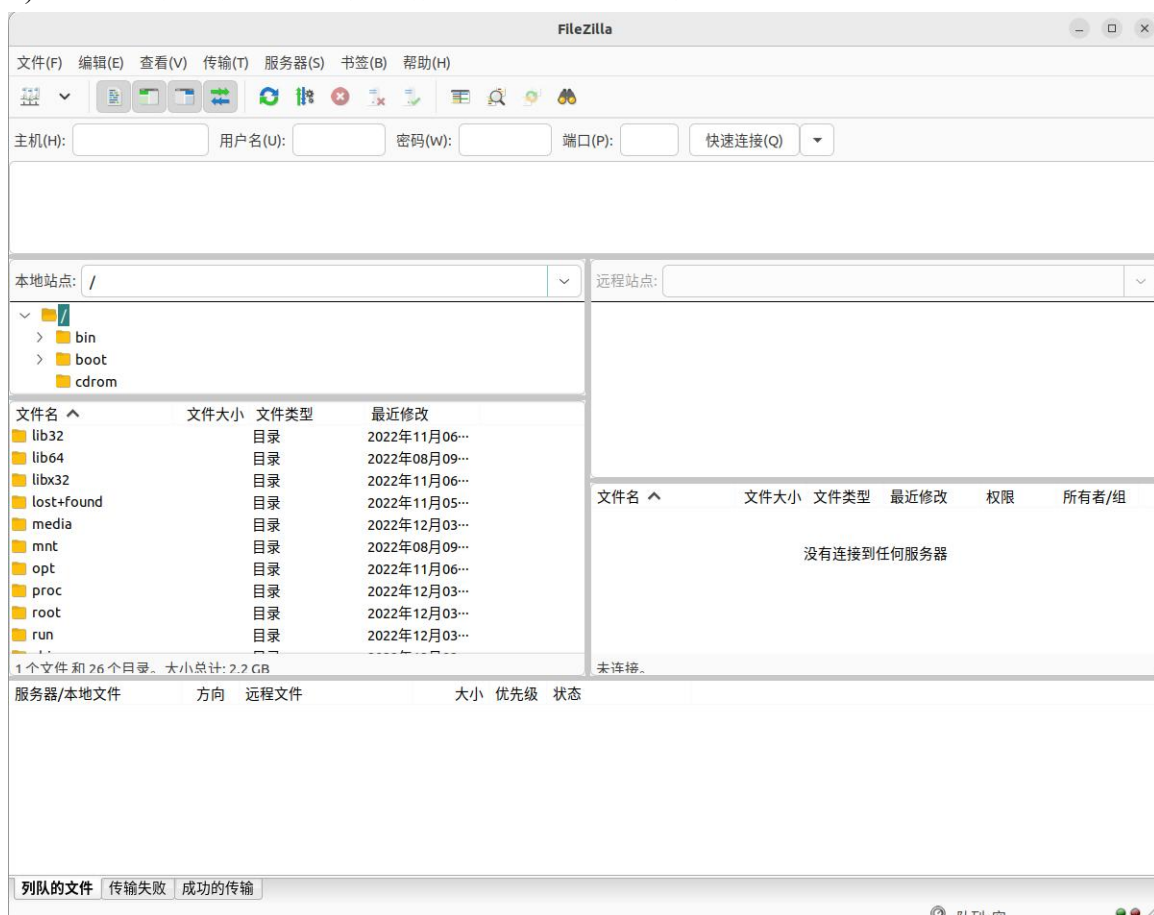 FileZilla
文件(F) 编辑(E) 查看(V) 传输(T) 服务器(S) 书签(B) 帮助(H)
主机(H): 用户名(U): 密码(W): 端口(P): 快速连接(Q)
本地站点: /
远程站点:
/
bin
boot
cdrom
文件名 文件大小 文件类型 最近修改
lib32 目录 2022年11月06…
lib64 目录 2022年08月09…
libx32 目录 2022年11月06…
lost+found 目录 2022年11月05…
media 目录 2022年12月03…
mnt 目录 2022年08月09…
opt 目录 2022年11月06…
proc 目录 2022年12月03…
root 目录 2022年12月03…
run 目录 2022年12月03…
1个文件 和 26个目录。大小总计: 2.2 GB
文件名 文件大小 文件类型 最近修改 权限 所有者/组
没有连接到任何服务器
未连接。
服务器/本地文件 方向 远程文件 大小 优先级 状态
列队的文件 传输失败 成功的传输